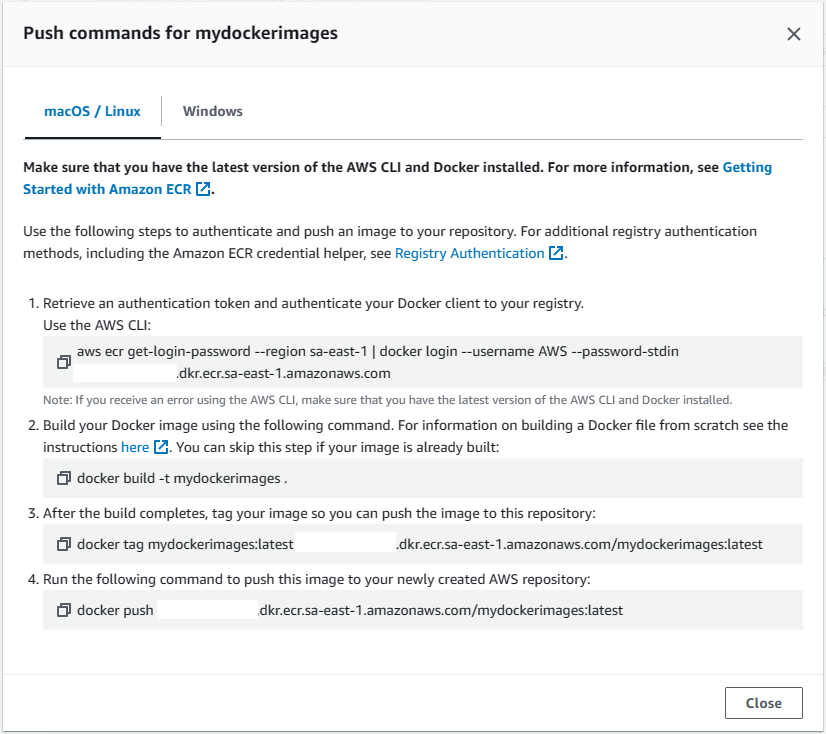 Push commands for mydockerimages
macOS / Linux
Windows
Make sure that you have the latest version of the AWS CLI and Docker installed. For more information, see Getting
Started with Amazon ECR.
Use the following steps to authenticate and push an image to your repository. For additional registry authentication
methods, including the Amazon ECR credential helper, see Registry Authentication.
1. Retrieve an authentication token and authenticate your Docker client to your registry.
Use the AWS CLI:
aws ecr get-login-password --region sa-east-1 | docker login --username AWS --password-stdin
.dkr.ecr.sa-east-1.amazonaws.com
Note: If you receive an error using the AWS CLI, make sure that you have the latest version of the AWS CLI and Docker installed.
2. Build your Docker image using the following command. For information on building a Docker file from scratch see the
instructions here. You can skip this step if your image is already built:
docker build -t mydockerimages .
3. After the build completes, tag your image so you can push the image to this repository:
docker tag mydockerimages:latest .dkr.ecr.sa-east-1.amazonaws.com/mydockerimages:latest
4. Run the following command to push this image to your newly created AWS repository:
docker push .dkr.ecr.sa-east-1.amazonaws.com/mydockerimages:latest
Close